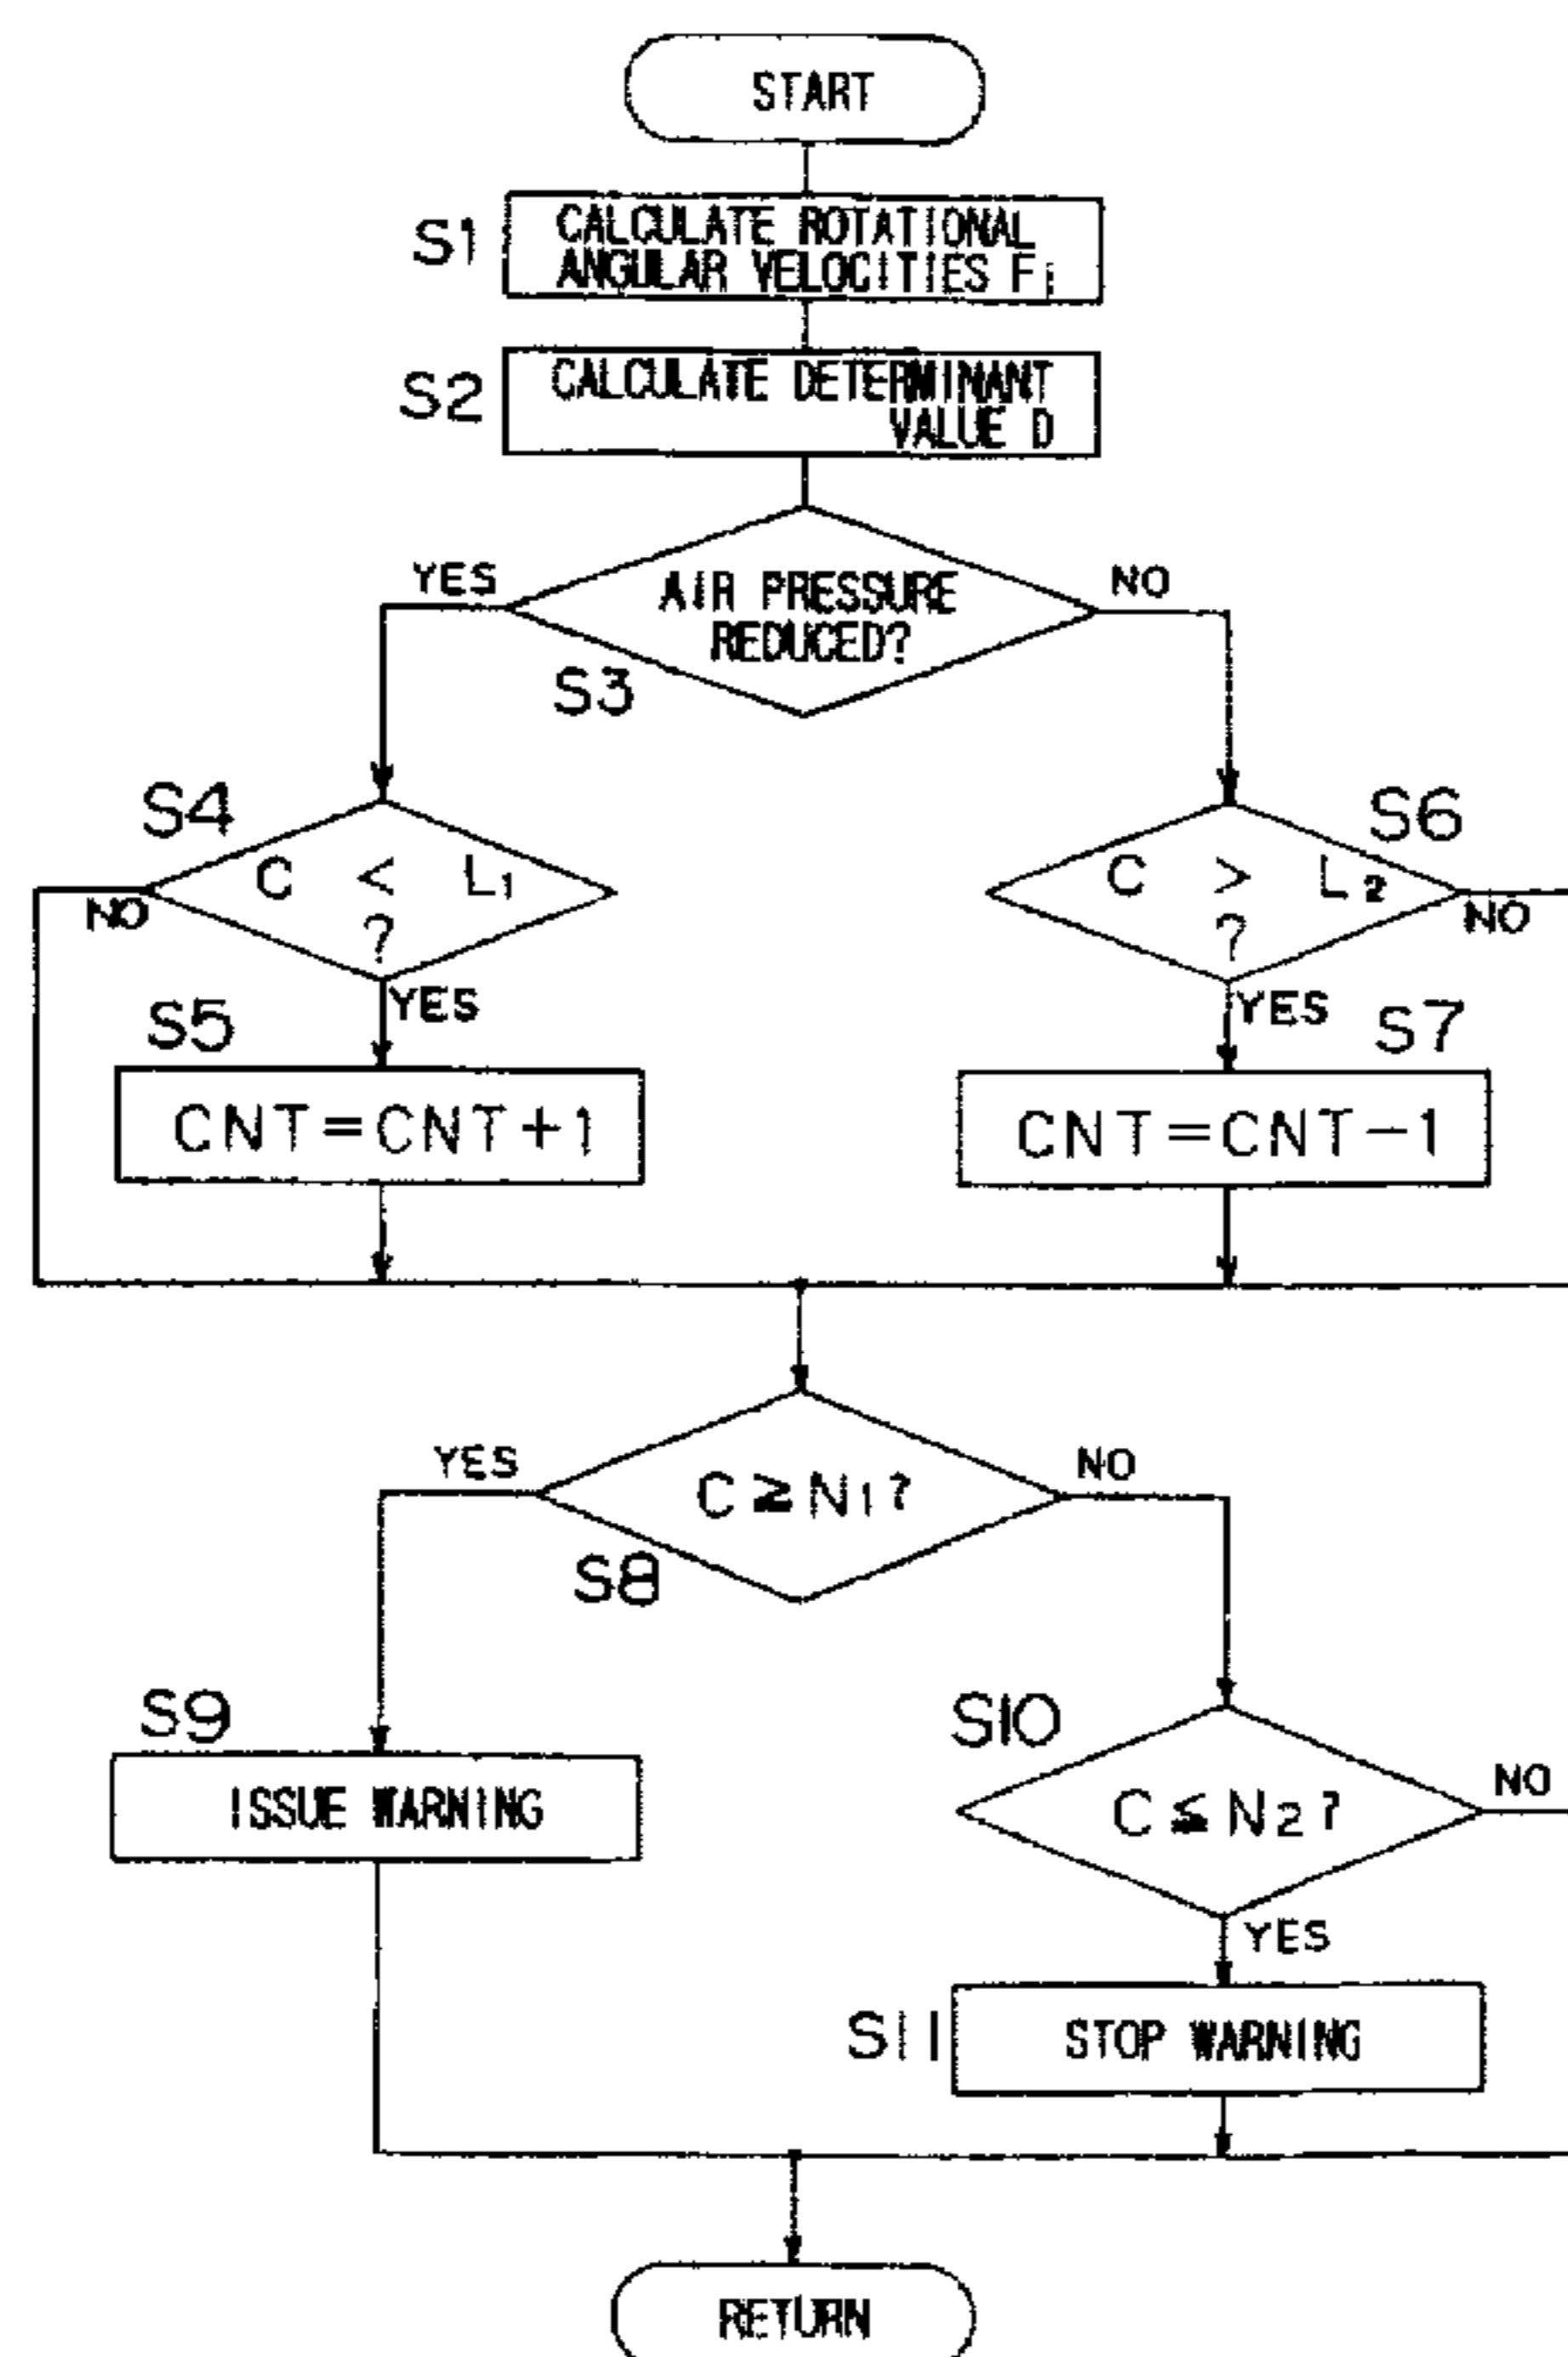 START
S1
CALCULATE ROTATIONAL
ANGULAR VELOCITIES Fi
S2
CALCULATE DETERMINANT
VALUE D
YES
AIR PRESSURE
REDUCED?
NO
S3
S4
C < L1
?
NO
YES
S6
C > L2
?
NO
YES
S5
CNT=CNT+1
S7
CNT=CNT-1
YES
C≧N1?
NO
S8
S9
ISSUE WARNING
S10
C≦N2?
NO
YES
S11
STOP WARNING
RETURN